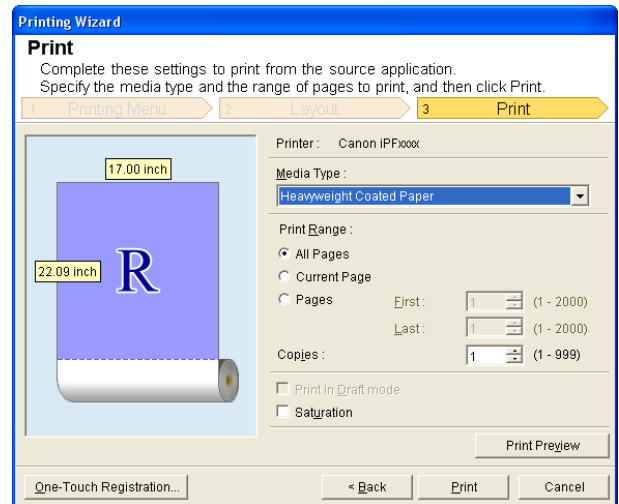 Printing Wizard
Print
Complete these settings to print from the source application.
Specify the media type and the range of pages to print, and then click Print.
1 Printing Menu 2 Layout 3 Print
Printer : Canon iPFxxxx
17.00 inch
Media Type :
Heavyweight Coated Paper
Print Range :
All Pages
22.09 inch
R
Current Page
Pages First : 1 (1 - 2000)
Last : 1 (1 - 2000)
Copies : 1 (1 - 999)
Print in Draft mode
Saturation
Print Preview
One-Touch Registration... < Back Print Cancel